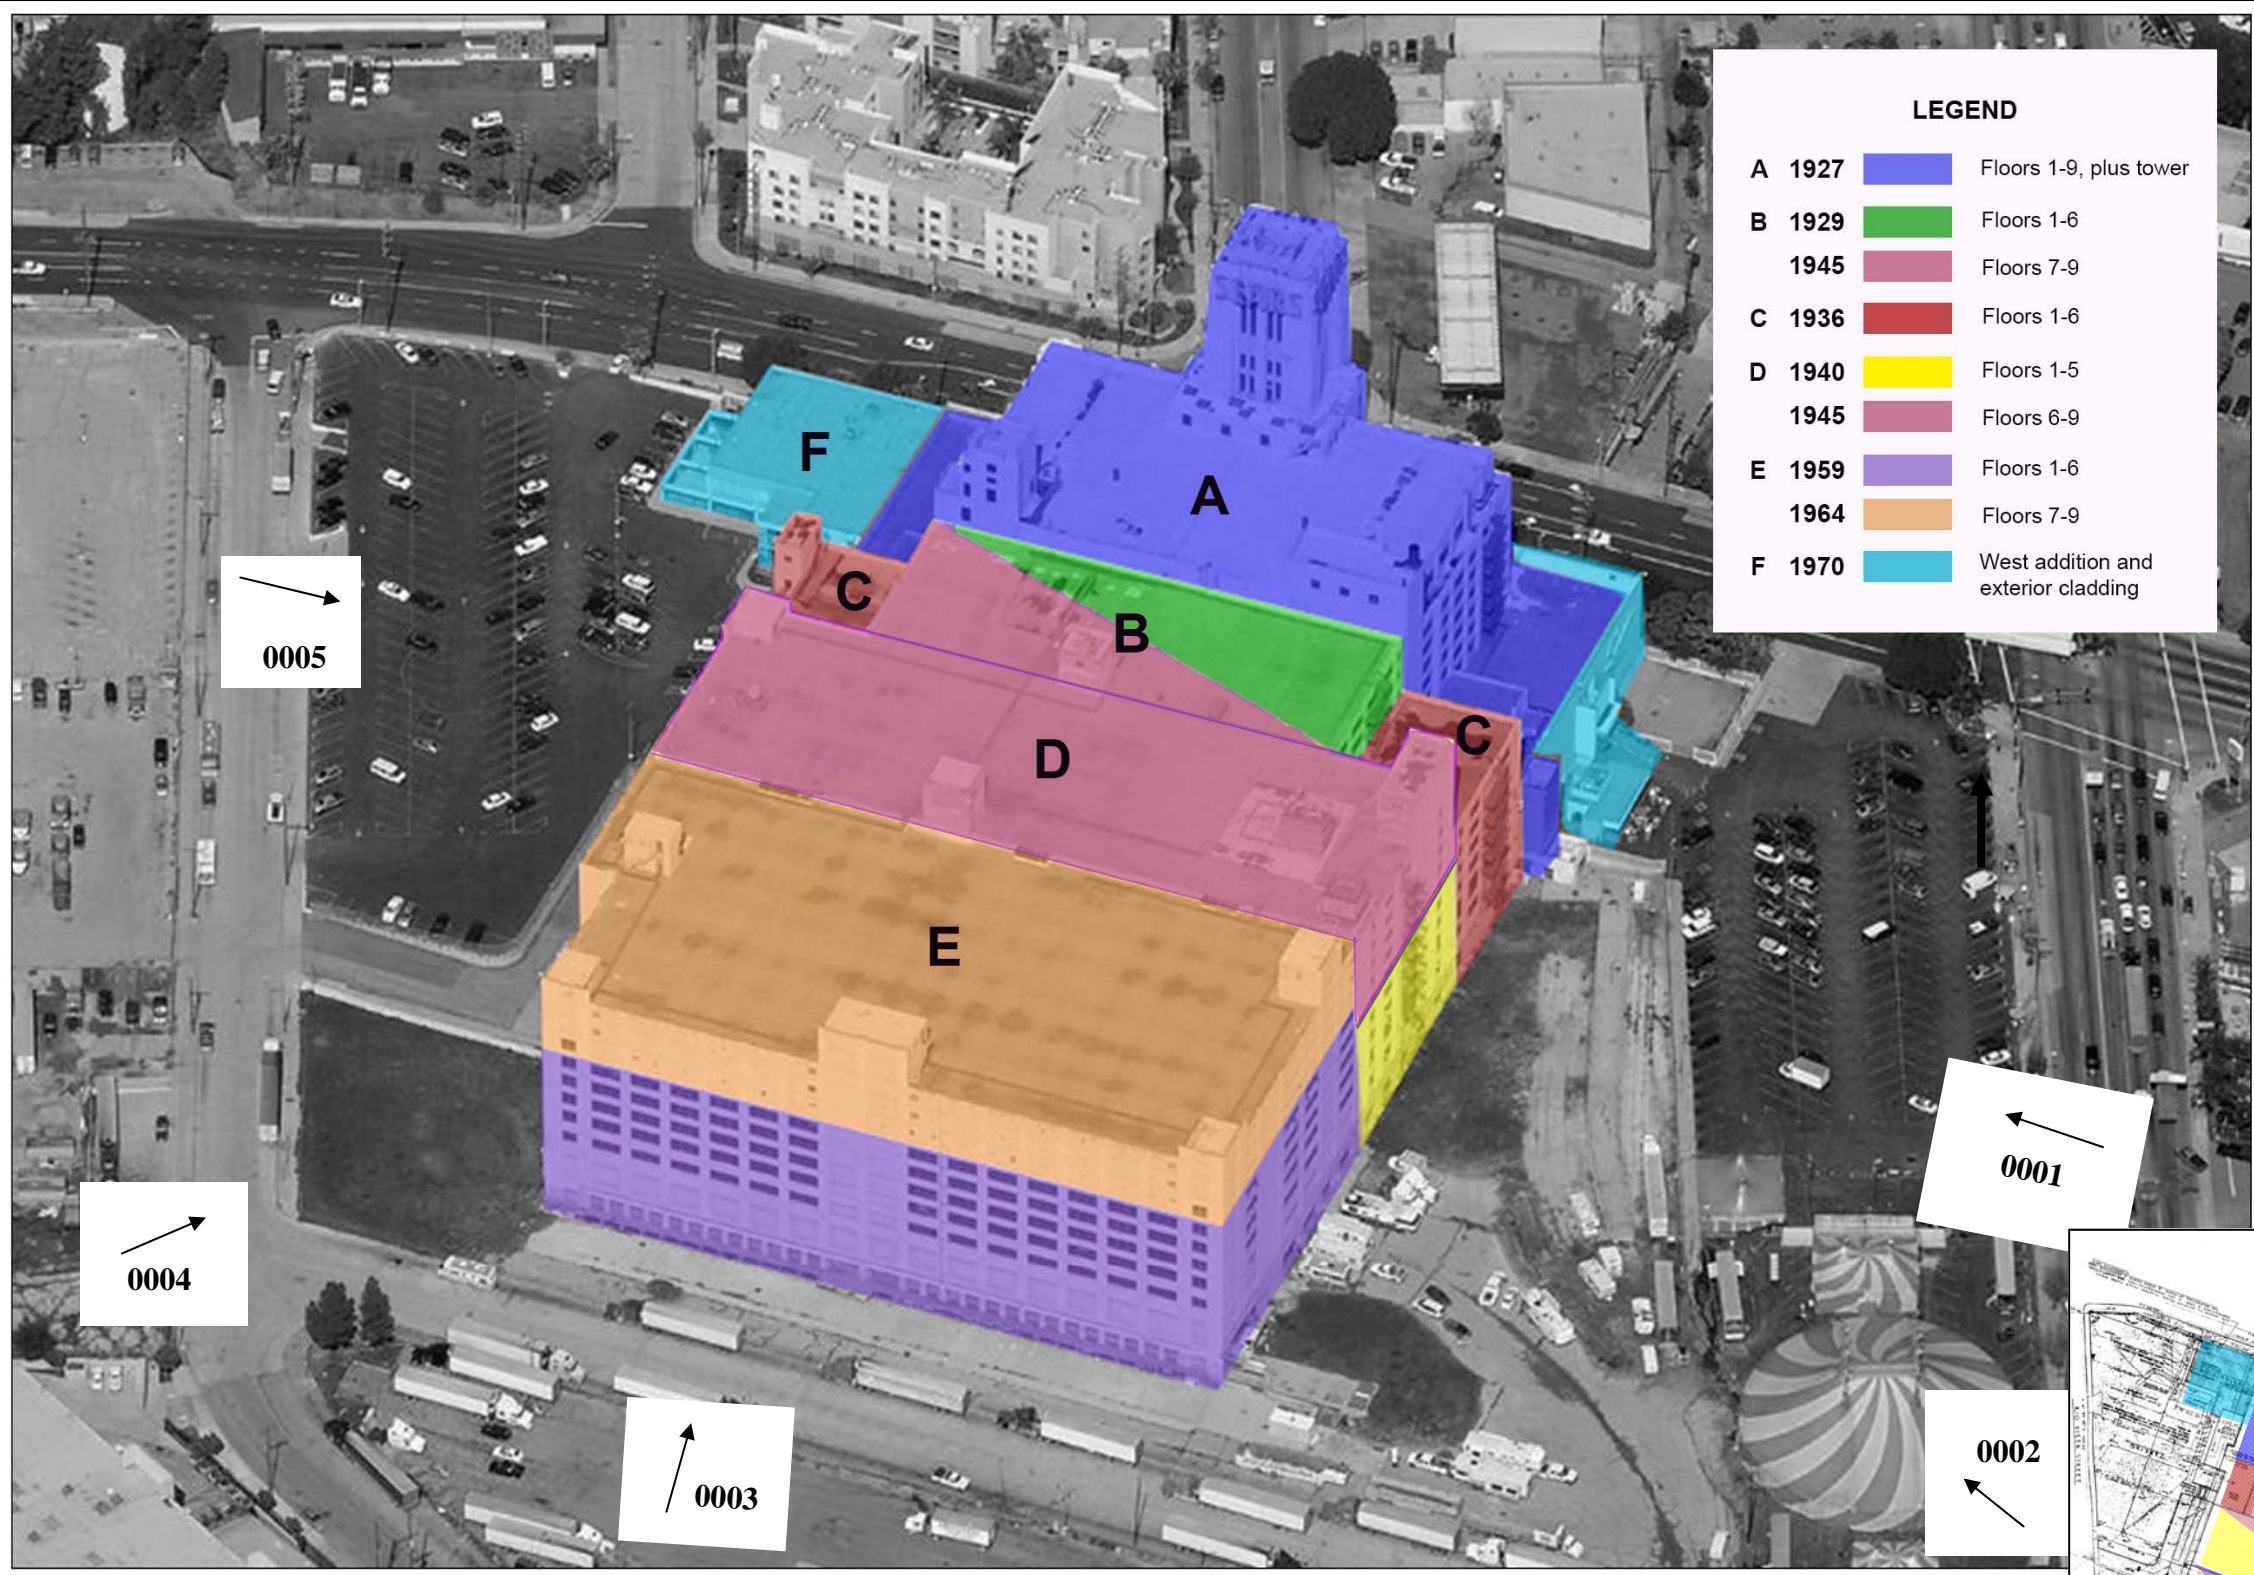 LEGEND
A 1927 Floors 1-9, plus tower
B 1929 Floors 1-6
1945 Floors 7-9
C 1936 Floors 1-6
D 1940 Floors 1-5
1945 Floors 6-9
E 1959 Floors 1-6
1964 Floors 7-9
F 1970 West addition and
exterior cladding
SEARS
F
A
C
B
C
D
E
0005
0004
0003
0001
0002